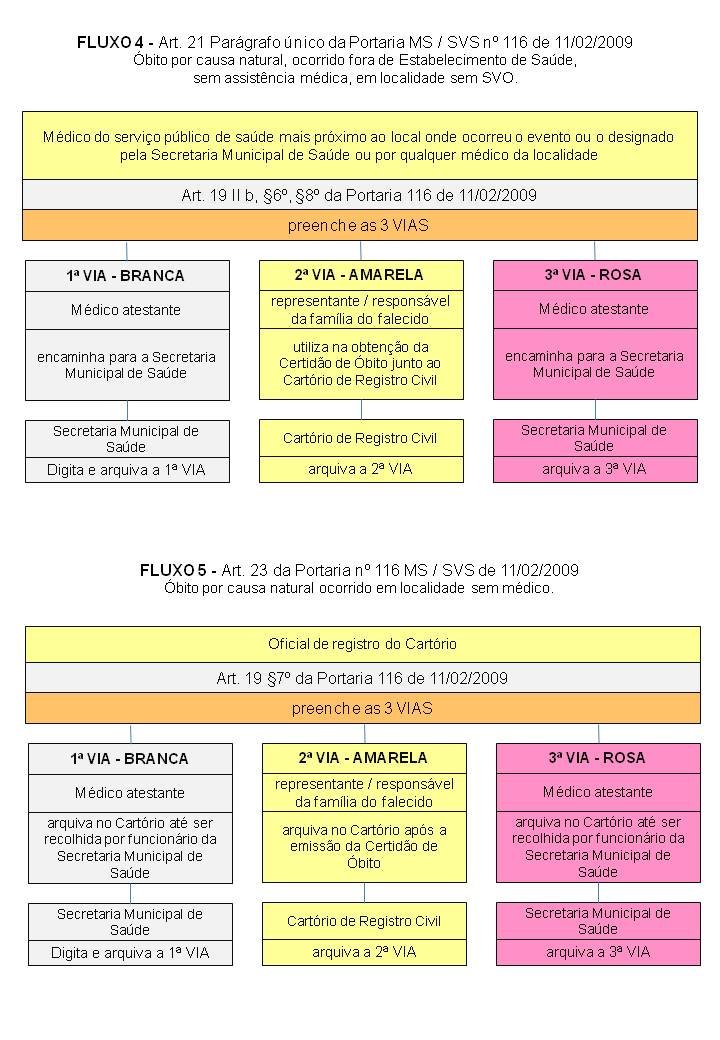 FLUXO 4 - Art. 21 Parágrafo único da Portaria MS / SVS nº 116 de 11/02/2009
Óbito por causa natural, ocorrido fora de Estabelecimento de Saúde,
sem assistência médica, em localidade sem SVO.
Médico do serviço público de saúde mais próximo ao local onde ocorreu o evento ou o designado
pela Secretaria Municipal de Saúde ou por qualquer médico da localidade
Art. 19 II b, §6º, §8º da Portaria 116 de 11/02/2009
preenche as 3 VIAS
1ª VIA - BRANCA
Médico atestante
encaminha para a Secretaria
Municipal de Saúde
Secretaria Municipal de
Saúde
Digita e arquiva a 1ª VIA
2ª VIA - AMARELA
representante / responsável
da família do falecido
utiliza na obtenção da
Certidão de Óbito junto ao
Cartório de Registro Civil
Cartório de Registro Civil
arquiva a 2ª VIA
3ª VIA - ROSA
Médico atestante
encaminha para a Secretaria
Municipal de Saúde
Secretaria Municipal de
Saúde
arquiva a 3ª VIA
FLUXO 5 - Art. 23 da Portaria nº 116 MS / SVS de 11/02/2009
Óbito por causa natural ocorrido em localidade sem médico.
Oficial de registro do Cartório
Art. 19 §7º da Portaria 116 de 11/02/2009
preenche as 3 VIAS
1ª VIA - BRANCA
Médico atestante
arquiva no Cartório até ser
recolhida por funcionário da
Secretaria Municipal de
Saúde
Secretaria Municipal de
Saúde
Digita e arquiva a 1ª VIA
2ª VIA - AMARELA
representante / responsável
da família do falecido
arquiva no Cartório após a
emissão da Certidão de
Óbito
Cartório de Registro Civil
arquiva a 2ª VIA
3ª VIA - ROSA
Médico atestante
arquiva no Cartório até ser
recolhida por funcionário da
Secretaria Municipal de
Saúde
Secretaria Municipal de
Saúde
arquiva a 3ª VIA